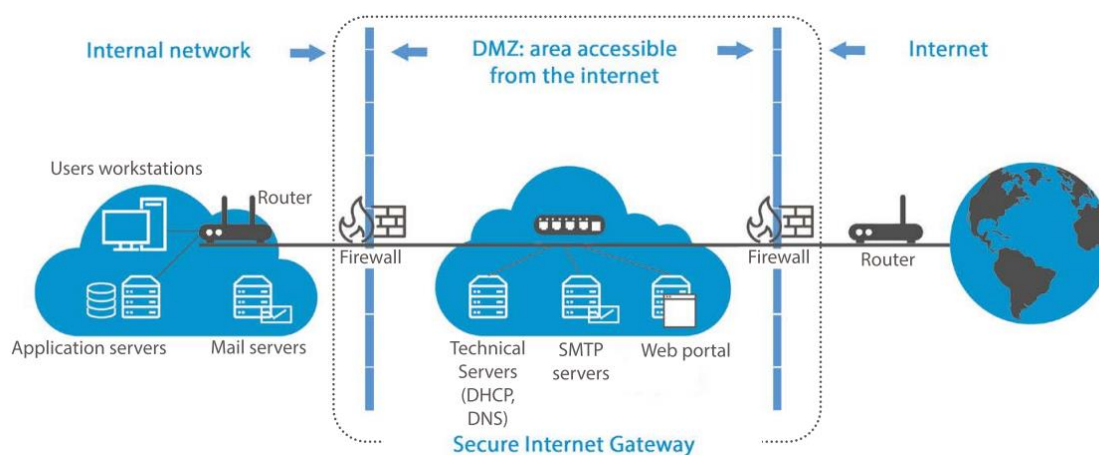 Internal network
DMZ: area accessible
from the internet
Internet
Users workstations
Router
Firewall
Firewall
Router
Application servers
Mail servers
Technical
Servers
(DHCP,
DNS)
SMTP
servers
Web portal
Secure Internet Gateway